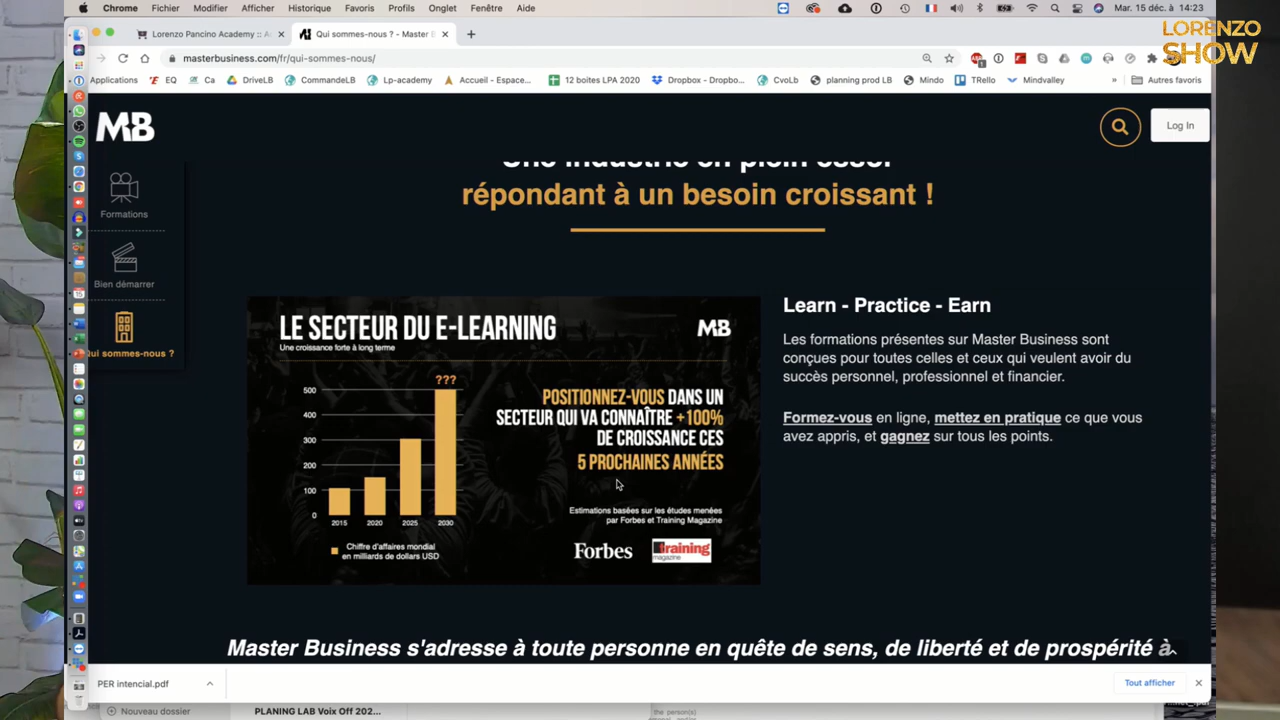 Chrome Fichier Modifier Afficher Historique Favoris Profils Onglet Fenêtre Aide Mar. 15 déc. à 14:23
LORENZO
SHOW
Lorenzo Pancino Academy :: A
Qui sommes-nous ? - Master B
masterbusiness.com/fr/qui-sommes-nous/
Applications EQ Ca DriveLB CommandeLB Lp-academy Accueil - Espace... 12 boites LPA 2020 Dropbox - Dropbo... CvoLb planning prod LB Mindo TRello Mindvalley » Autres favoris
MB
Log In
Une industrie en plein essor
répondant à un besoin croissant !
Formations
Bien démarrer
Qui sommes-nous ?
LE SECTEUR DU E-LEARNING
Une croissance forte à long terme
MB
???
500
400
300
200
100
0
2015 2020 2025 2030
Chiffre d'affaires mondial
en milliards de dollars USD
POSITIONNEZ-VOUS DANS UN
SECTEUR QUI VA CONNAÎTRE +100%
DE CROISSANCE CES
5 PROCHAINES ANNÉES
Estimations basées sur les études menées
par Forbes et Training Magazine
Forbes
training
magazine
Learn - Practice - Earn
Les formations présentes sur Master Business sont
conçues pour toutes celles et ceux qui veulent avoir du
succès personnel, professionnel et financier.
Formez-vous en ligne, mettez en pratique ce que vous
avez appris, et gagnez sur tous les points.
Master Business s'adresse à toute personne en quête de sens, de liberté et de prospérité à
PER intencial.pdf
Tout afficher
Nouveau dossier
PLANING LAB Voix Off 202...
the person(s)